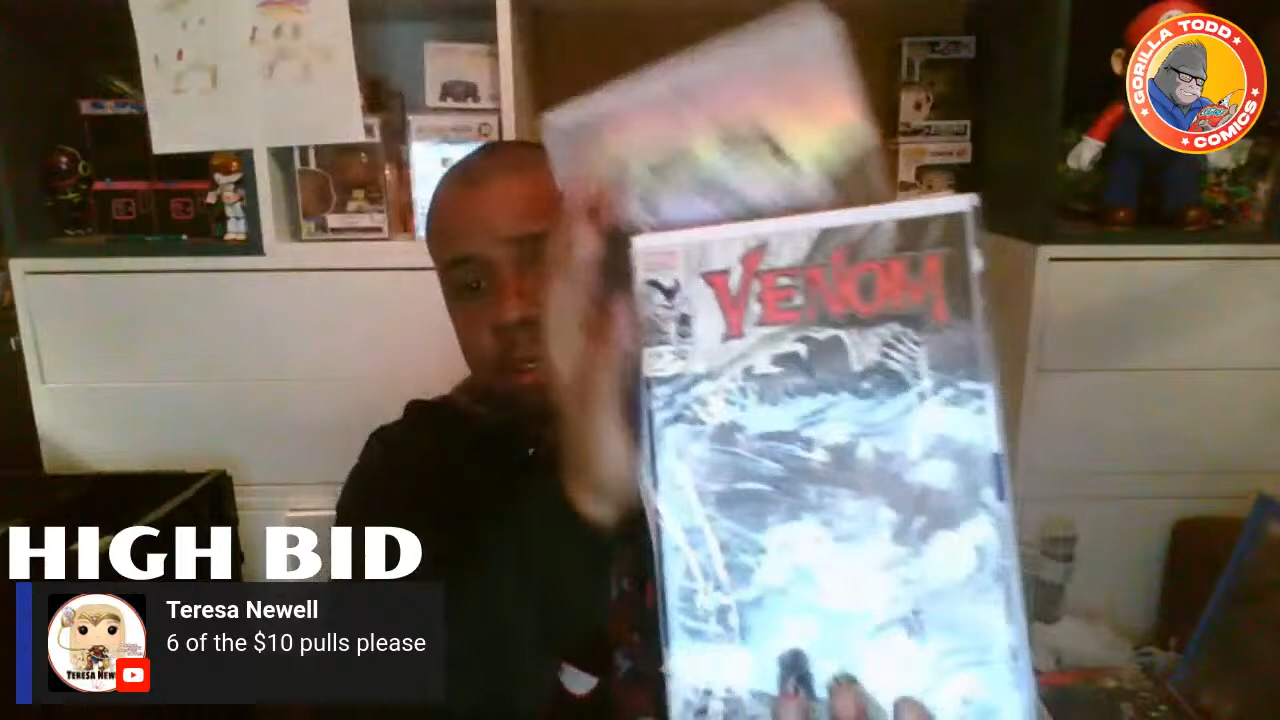 GORILLA TODD
COMICS
VENOM
HIGH BID
Teresa Newell
6 of the $10 pulls please